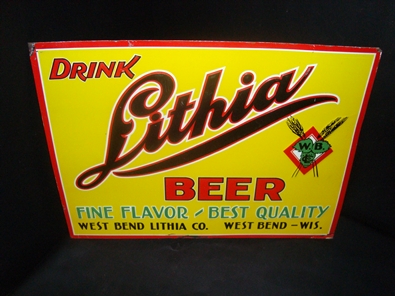 DRINK
Lithia
W.B.
BEER
FINE FLAVOR - BEST QUALITY
WEST BEND LITHIA CO. WEST BEND - WIS.